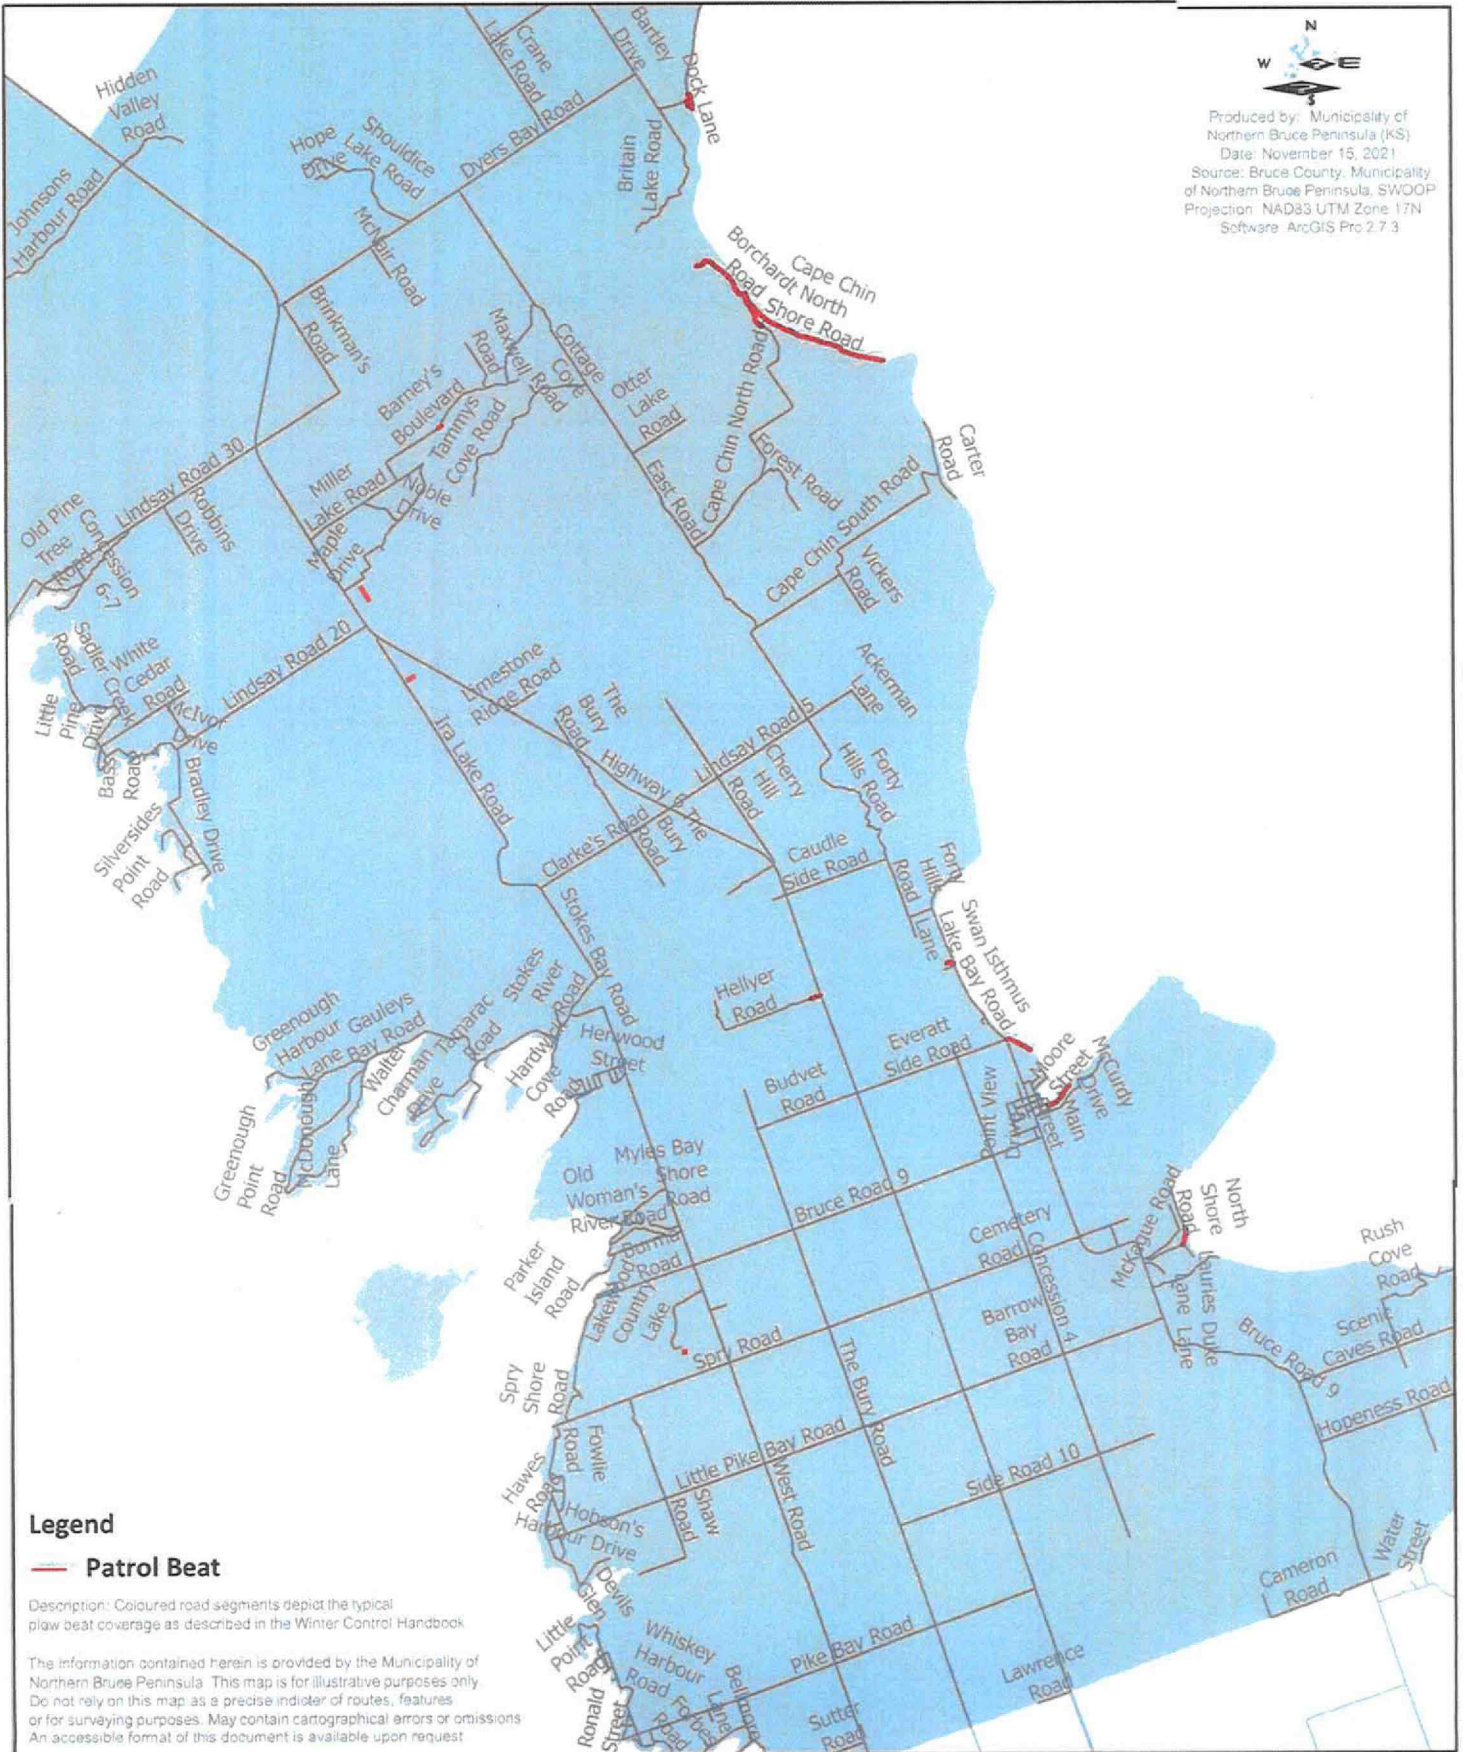 N
W E
S
Produced by: Municipality of
Northern Bruce Peninsula (KS)
Date: November 15, 2021
Source: Bruce County, Municipality
of Northern Bruce Peninsula, SWOOP
Projection: NAD83 UTM Zone 17N
Software: ArcGIS Pro 2.7.3
Hidden
Valley
Road
Johnsons
Harbour Road
Crane
Lake Road
Bartley
Drive
Dock Lane
Hope
Drive
Shouldice
Lake Road
Dyers Bay Road
Britain
Lake Road
McNair Road
Borchardt
Road
Cape Chin
North
Shore Road
Brinkman's
Road
Maxwell
Road
Cottage
Cove
Road
Barney's
Boulevard
Tammys
Cove Road
Otter
Lake
Road
Cape Chin North Road
Forest Road
Carter
Road
East Road
Lindsay Road 30
Robbins
Drive
Miller
Lake Road
Noble
Drive
Maple
Drive
Old Pine
Tree
Road
Concession
6-7
Cape Chin South Road
Vickers
Road
Sadler
Creek
Drive
Little
Pine
Road
White
Cedar
Road
McIvor
Drive
Lindsay Road 20
Bass
Road
Bradley Drive
Silversides
Point
Road
Limestone
Ridge Road
The
Bury
Road
Ira Lake Road
Highway 6
Lindsay Road 5
Ackerman
Lane
Cherry
Hill
Road
Forty
Hills Road
Clarke's Road
The
Bury
Road
Caudle
Side Road
Forty
Hills
Road
Lane
Swan
Lake
Isthmus
Bay Road
Stokes Bay Road
Stokes
River
Road
Hellyer
Road
Greenough
Harbour
Lane
Gauleys
Bay Road
Tamarac
Road
Walter
Charman
Drive
Hardwick
Cove
Road
Henwood
Street
Everatt
Side Road
Budvet
Road
Moore
Street
McCurdy
Drive
Main
Street
Point View
Drive
Greenough
Point
Road
McDonough
Lane
Myles Bay
Shore
Road
Old
Woman's
River Road
Burma
Road
Bruce Road 9
Cemetery
Road
Concession 4
McKague Road
North
Shore
Road
Rush
Cove
Road
Parker
Island
Road
Lakewood
Country
Lake
Lauries
Lane
Duke
Lane
Scenic
Caves Road
Barrow
Bay
Road
Spry Road
Spry
Shore
Road
The Bury Road
Bruce Road 9
Hopeness Road
Fowlie
Road
Hawes
Road
Little Pike Bay Road
West Road
Side Road 10
Shaw
Road
Hobson's
Harbour Drive
Devils
Glen
Little
Point
Road
Whiskey
Harbour
Road
Pike Bay Road
Cameron
Road
Water
Street
Lawrence
Road
Belmore
Lane
Forbes
Road
Ronald
Street
Sutter
Road
Legend
Patrol Beat
Description: Coloured road segments depict the typical
plow beat coverage as described in the Winter Control Handbook
The information contained herein is provided by the Municipality of
Northern Bruce Peninsula This map is for illustrative purposes only
Do not rely on this map as a precise indicter of routes, features
or for surveying purposes. May contain cartographical errors or omissions
An accessible format of this document is available upon request